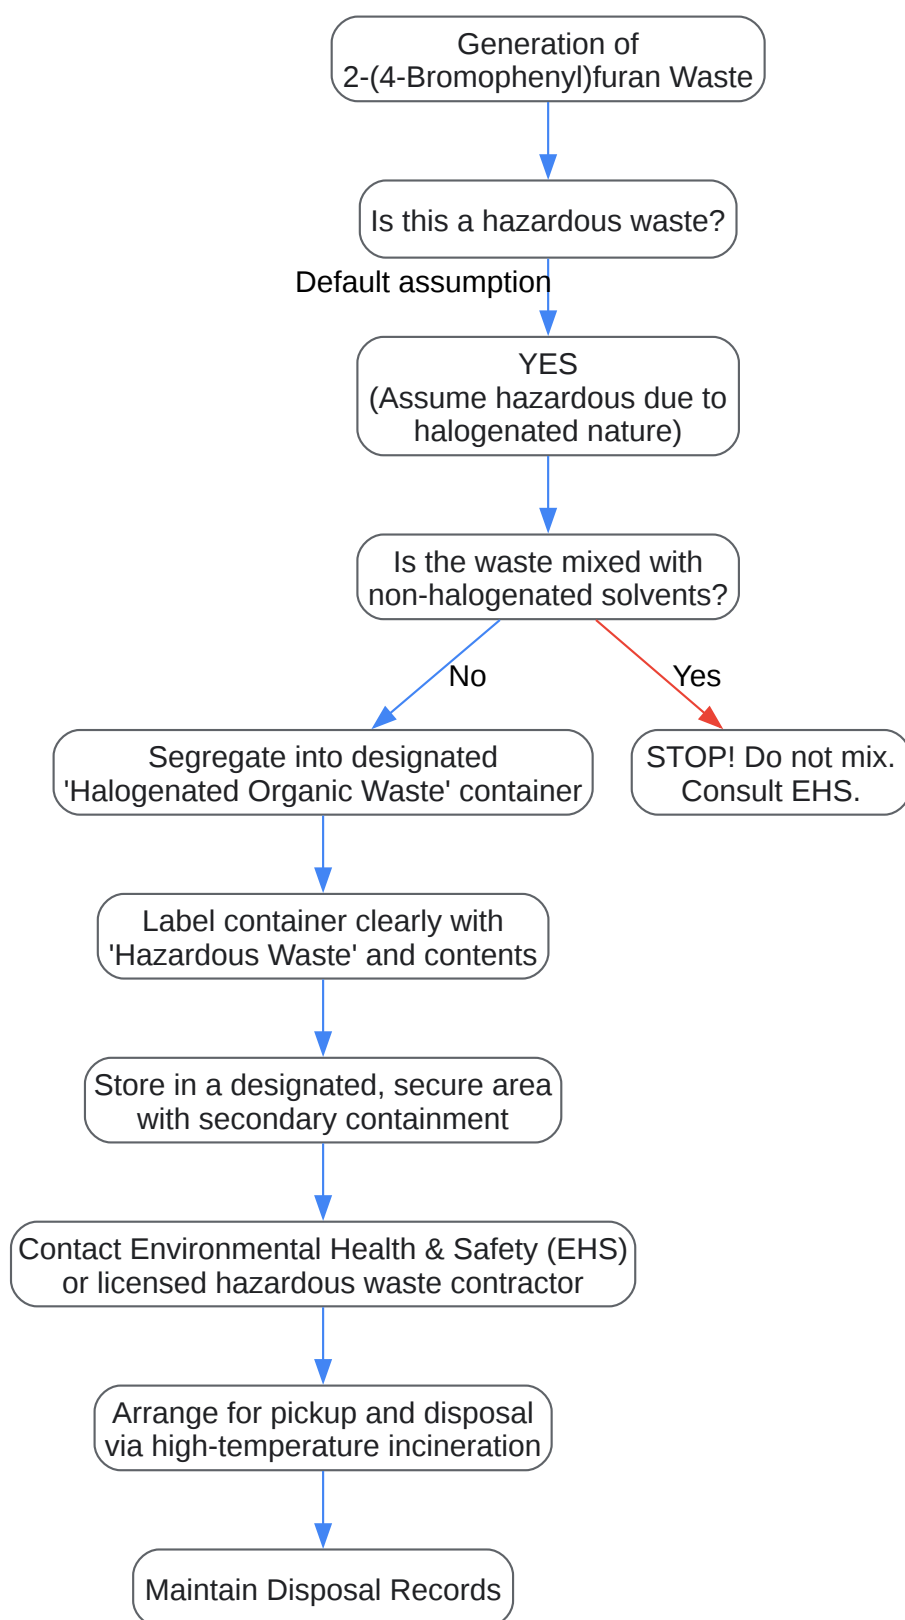 Generation of
2-(4-Bromophenyl)furan Waste
Is this a hazardous waste?
Default assumption
YES
(Assume hazardous due to
halogenated nature)
Is the waste mixed with
non-halogenated solvents?
No
Yes
Segregate into designated
'Halogenated Organic Waste' container
STOP! Do not mix.
Consult EHS.
Label container clearly with
'Hazardous Waste' and contents
Store in a designated, secure area
with secondary containment
Contact Environmental Health & Safety (EHS)
or licensed hazardous waste contractor
Arrange for pickup and disposal
via high-temperature incineration
Maintain Disposal Records